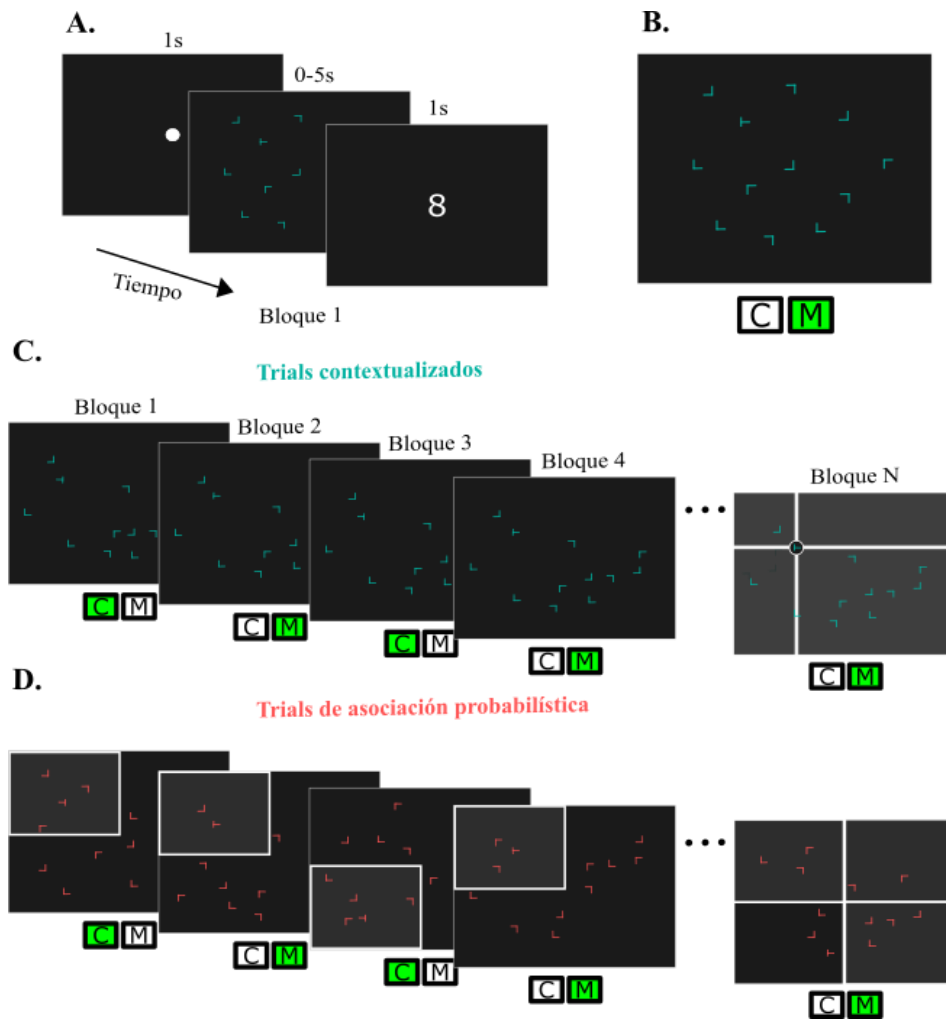 A.
1s
0-5s
1s
8
Tiempo
Bloque 1
B.
C M
C.
Trials contextualizados
Bloque 1
Bloque 2
Bloque 3
Bloque 4
...
Bloque N
C M
C M
C M
C M
C M
D.
Trials de asociación probabilística
...
C M
C M
C M
C M
C M